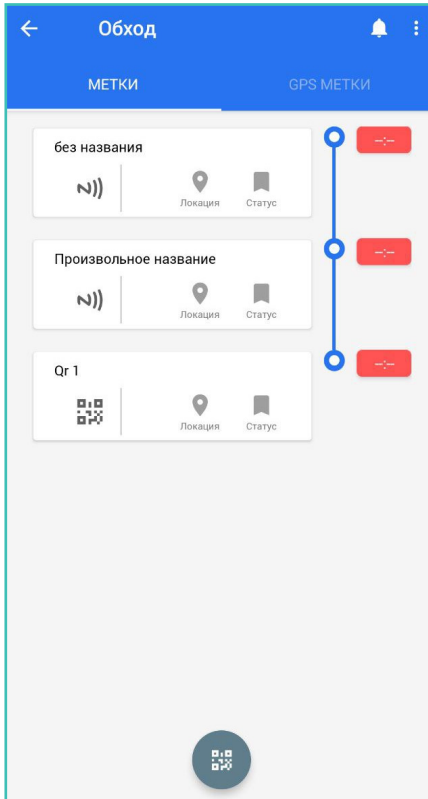 Обход
МЕТКИ GPS МЕТКИ
без названия
--:--
Локация Статус
Произвольное название
--:--
Локация Статус
Qr 1
--:--
Локация Статус